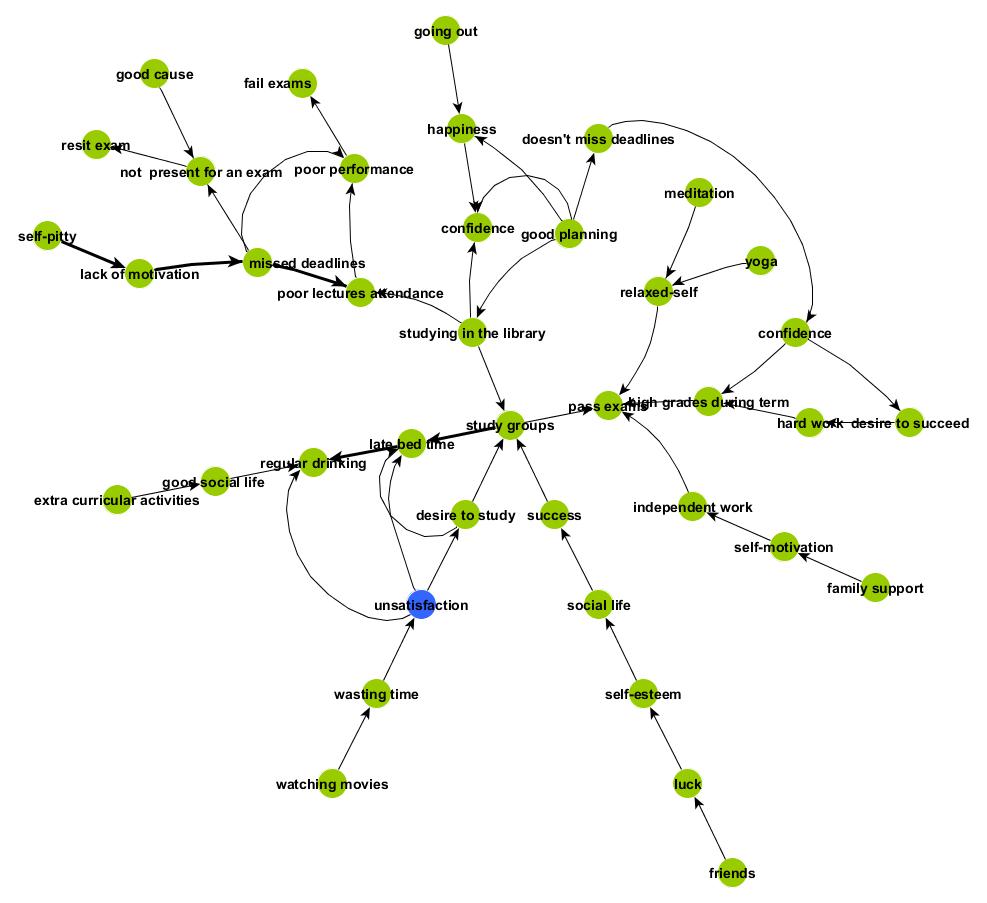 going out
good cause
fail exams
happiness
doesn't miss deadlines
resit exam
not present for an exam
poor performance
meditation
self-pitty
confidence
good planning
lack of motivation
missed deadlines
yoga
poor lectures attendance
relaxed-self
studying in the library
confidence
pass exams
high grades during term
study groups
hard work
desire to succeed
late bed time
regular drinking
good social life
extra curricular activities
desire to study
success
independent work
self-motivation
family support
unsatisfaction
social life
wasting time
self-esteem
watching movies
luck
friends